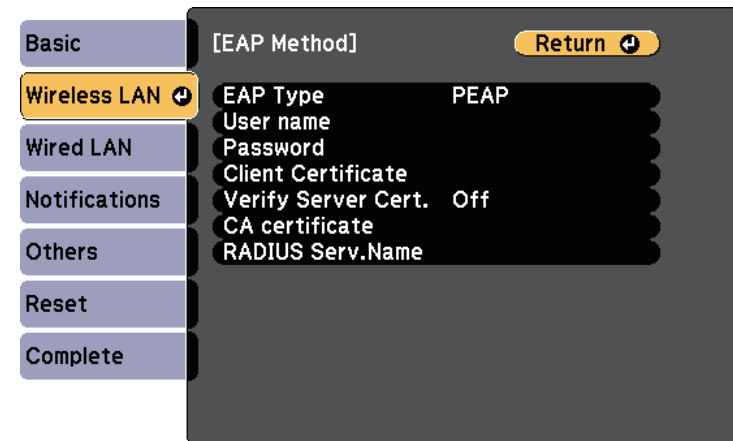 Basic
Wireless LAN
Wired LAN
Notifications
Others
Reset
Complete
[EAP Method]
Return
EAP Type PEAP
User name
Password
Client Certificate
Verify Server Cert. Off
CA certificate
RADIUS Serv.Name